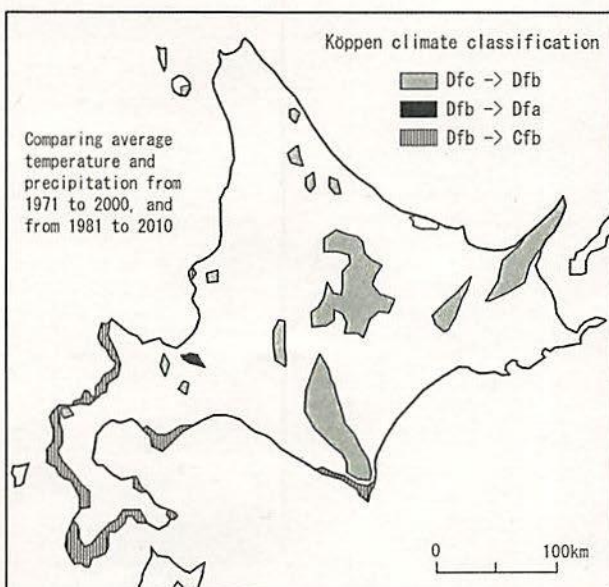 Köppen climate classification
Dfc -> Dfb
Dfb -> Dfa
Dfb -> Cfb
Comparing average
temperature and
precipitation from
1971 to 2000, and
from 1981 to 2010
0 100km